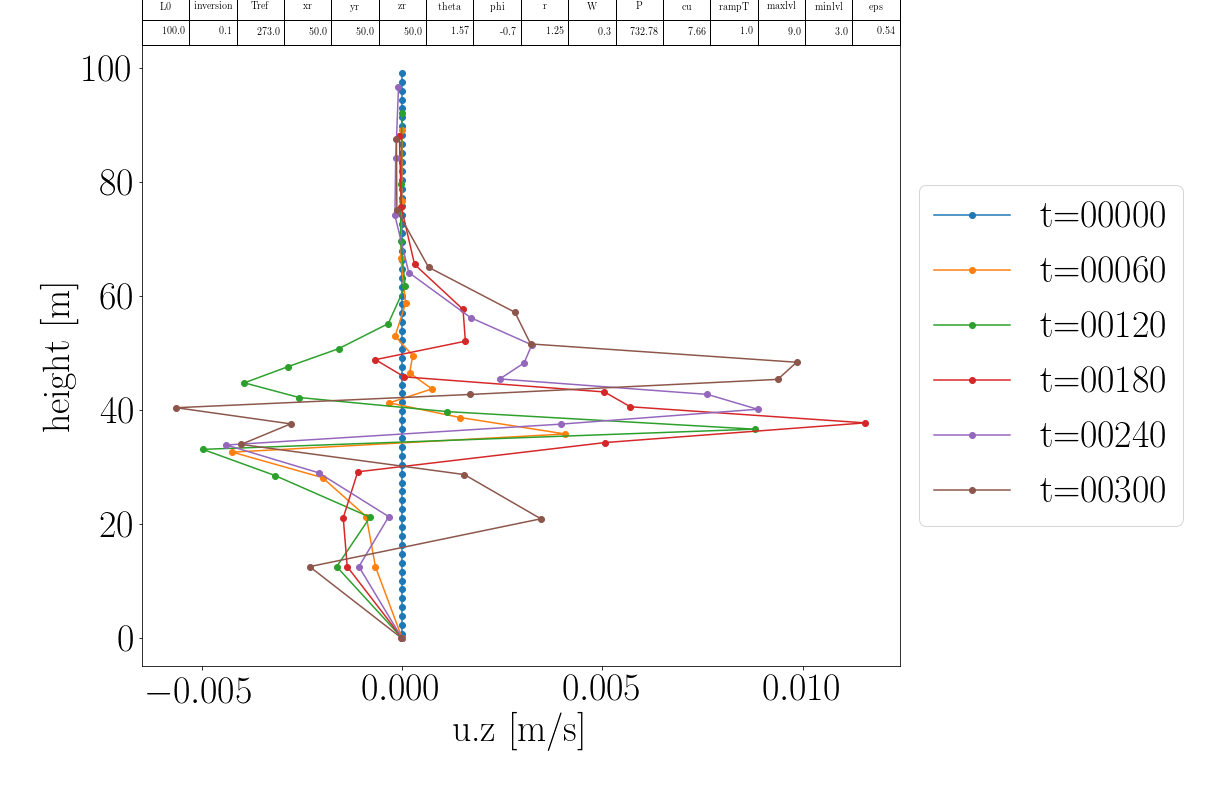 L0 inversion Tref xr yr zr theta phi r W P cu rampT maxlvl minlvl eps
100.0 0.1 273.0 50.0 50.0 50.0 1.57 -0.7 1.25 0.3 732.78 7.66 1.0 9.0 3.0 0.54
100
80
60
40
20
0
height [m]
−0.005 0.000 0.005 0.010
u.z [m/s]
t=00000
t=00060
t=00120
t=00180
t=00240
t=00300